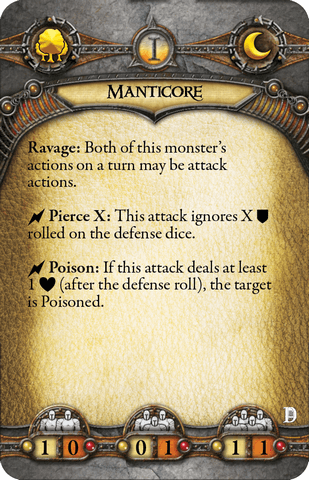 I
MANTICORE
Ravage: Both of this monster's
actions on a turn may be attack
actions.
Pierce X: This attack ignores X
rolled on the defense dice.
Poison: If this attack deals at least
1 (after the defense roll), the target
is Poisoned.
D
1 0 0 1 1 1